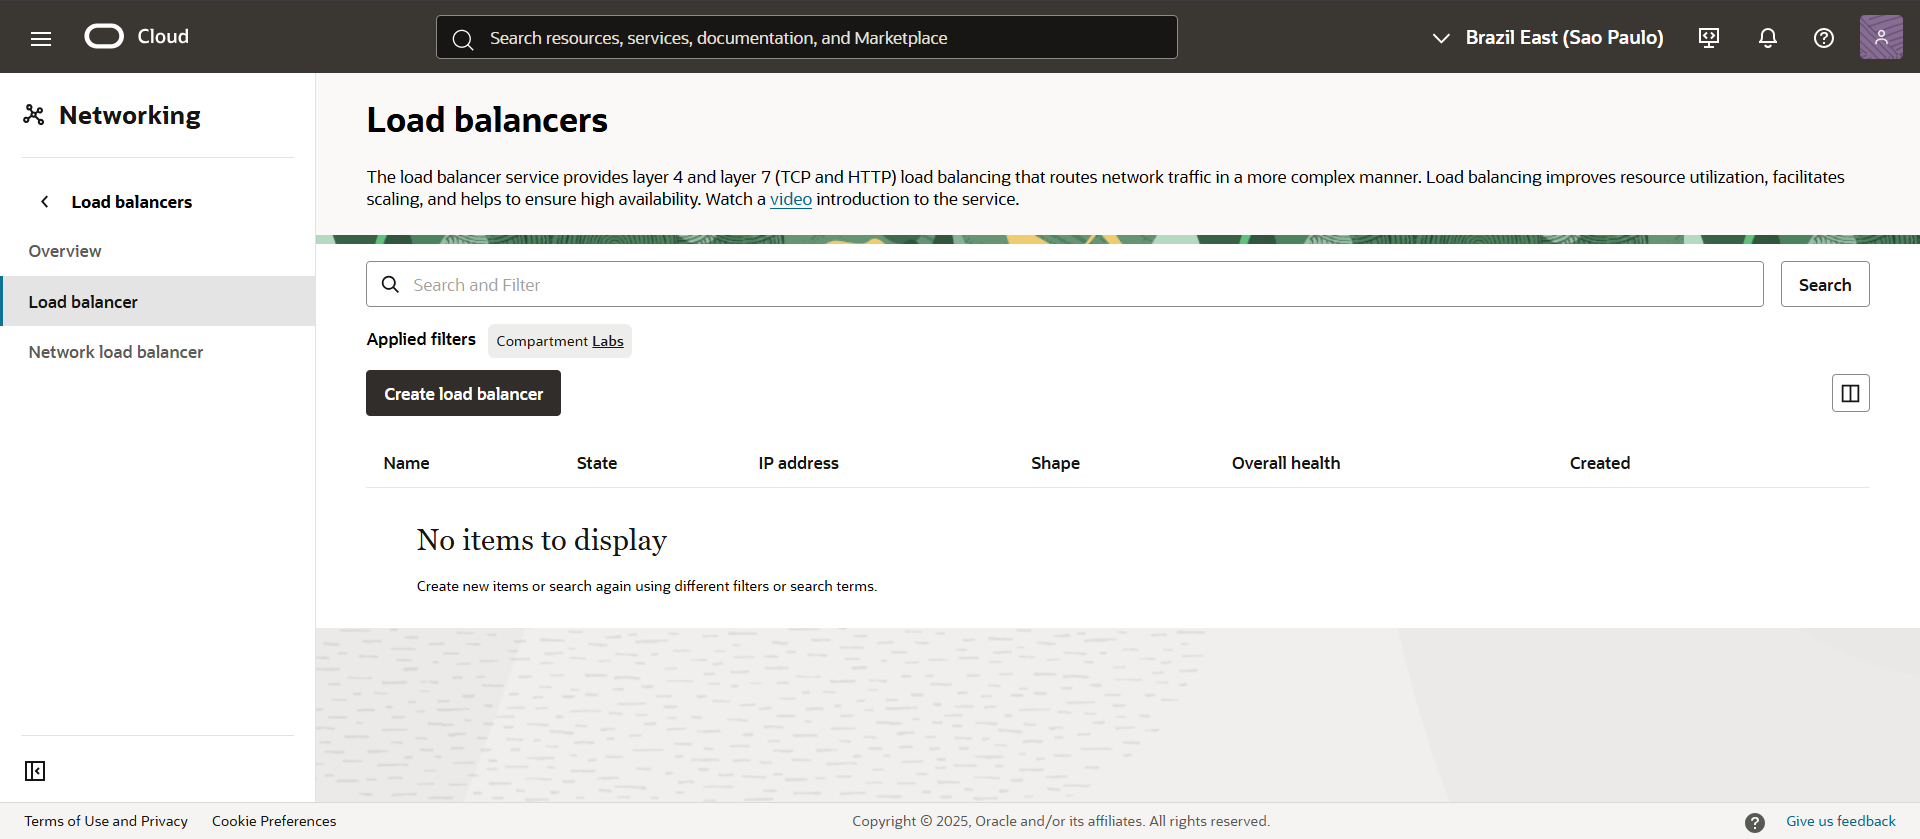 Cloud
Search resources, services, documentation, and Marketplace
Brazil East (Sao Paulo)
Networking
Load balancers
Overview
Load balancer
Network load balancer
Load balancers
The load balancer service provides layer 4 and layer 7 (TCP and HTTP) load balancing that routes network traffic in a more complex manner. Load balancing improves resource utilization, facilitates
scaling, and helps to ensure high availability. Watch a video introduction to the service.
Search and Filter
Search
Applied filters
Compartment Labs
Create load balancer
Name State IP address Shape Overall health Created
No items to display
Create new items or search again using different filters or search terms.
Terms of Use and Privacy Cookie Preferences
Copyright © 2025, Oracle and/or its affiliates. All rights reserved.
Give us feedback